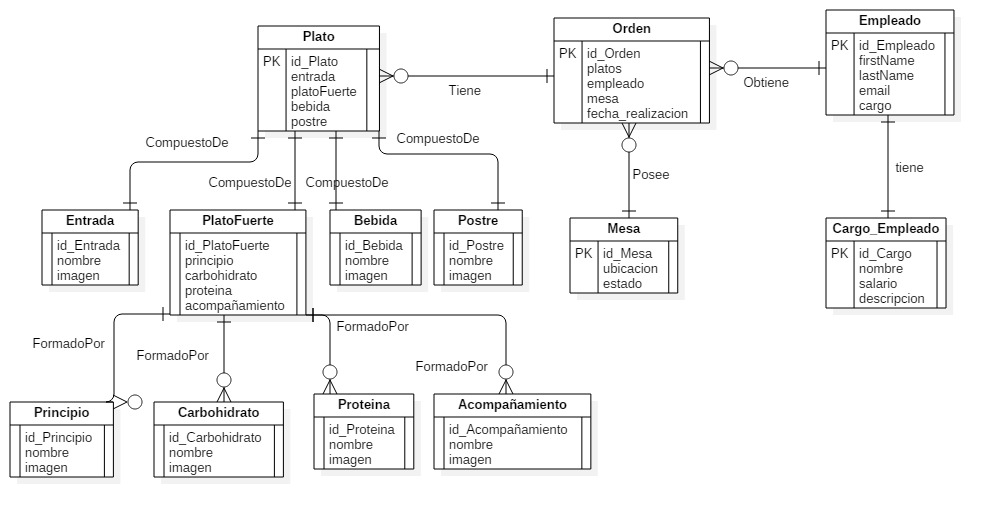 Plato
PK
id_Plato
entrada
platoFuerte
bebida
postre
Tiene
Orden
PK
id_Orden
platos
empleado
mesa
fecha_realizacion
Obtiene
Empleado
PK
id_Empleado
firstName
lastName
email
cargo
CompuestoDe
CompuestoDe
CompuestoDe
CompuestoDe
Posee
tiene
Entrada
id_Entrada
nombre
imagen
PlatoFuerte
id_PlatoFuerte
principio
carbohidrato
proteina
acompañamiento
Bebida
id_Bebida
nombre
imagen
Postre
id_Postre
nombre
imagen
Mesa
PK
id_Mesa
ubicacion
estado
Cargo_Empleado
PK
id_Cargo
nombre
salario
descripcion
FormadoPor
FormadoPor
FormadoPor
FormadoPor
Principio
id_Principio
nombre
imagen
Carbohidrato
id_Carbohidrato
nombre
imagen
Proteina
id_Proteina
nombre
imagen
Acompañamiento
id_Acompañamiento
nombre
imagen